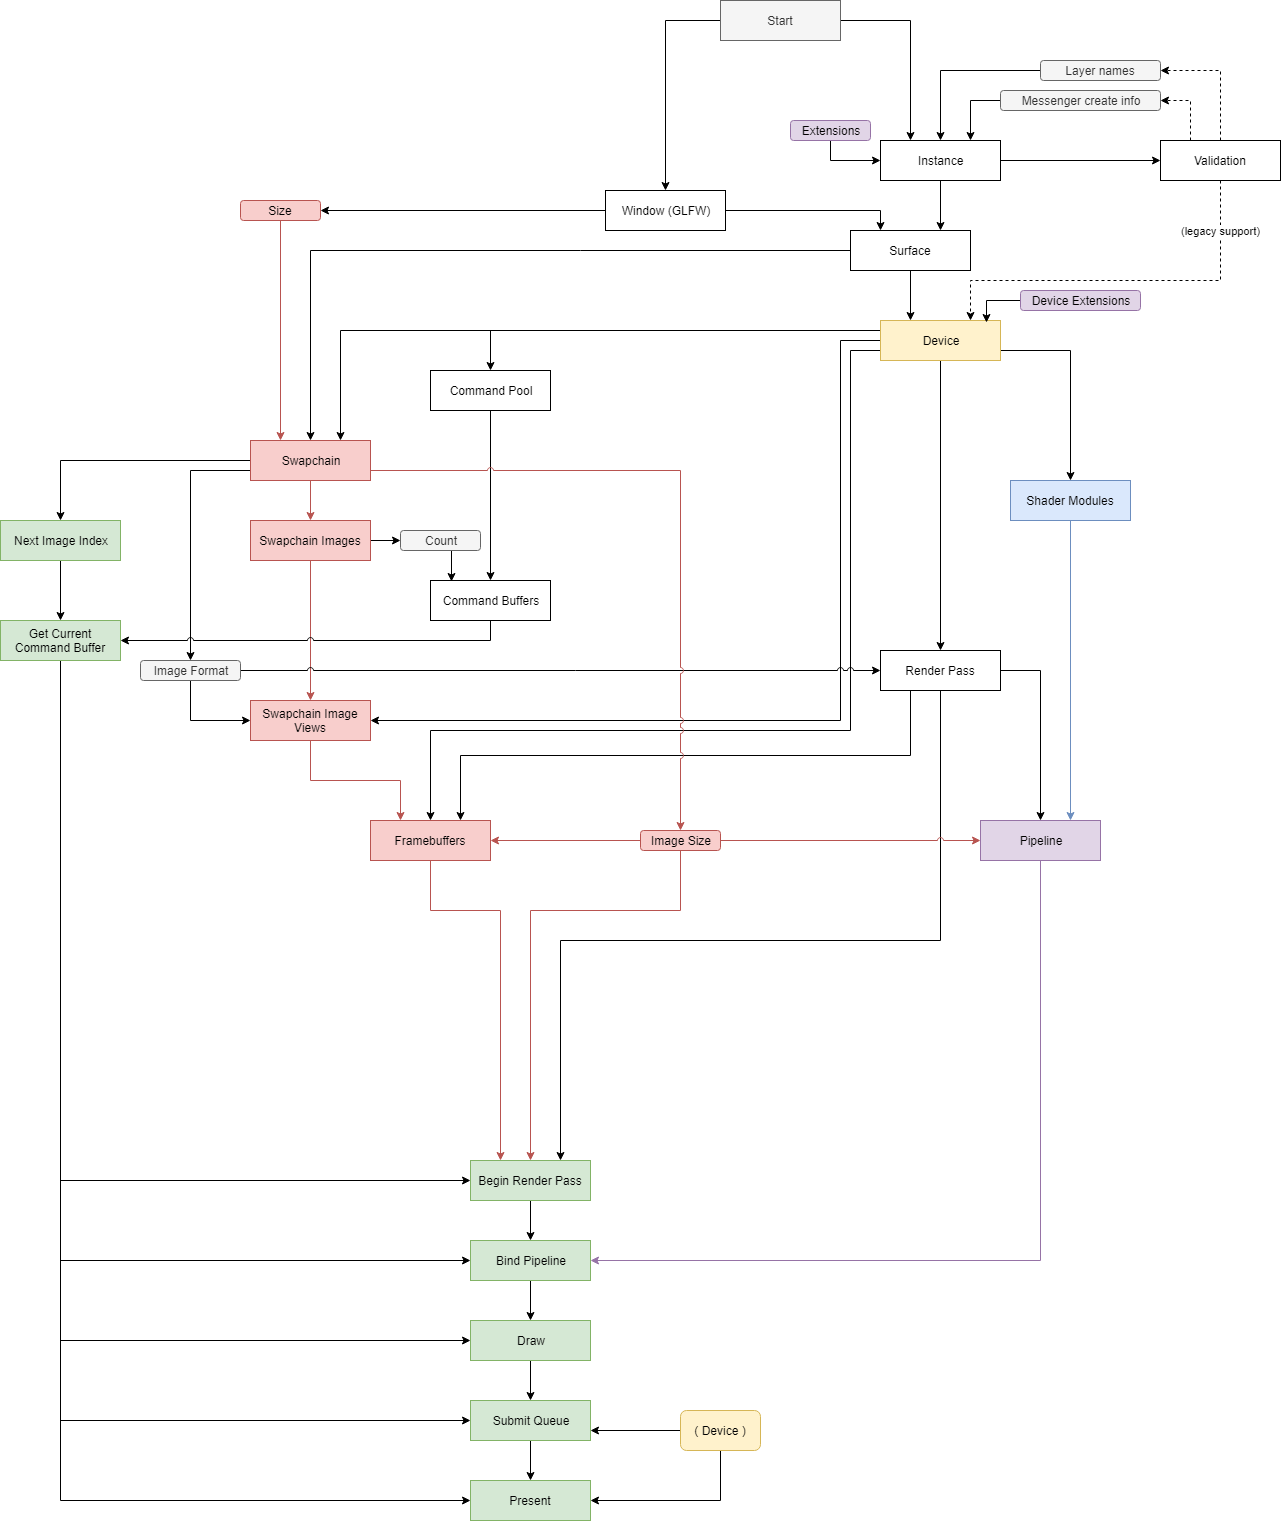 Start
Layer names
Messenger create info
Extensions
Instance
Validation
Size
Window (GLFW)
(legacy support)
Surface
Device Extensions
Device
Command Pool
Swapchain
Shader Modules
Next Image Index
Swapchain Images
Count
Command Buffers
Get Current
Command Buffer
Image Format
Render Pass
Swapchain Image
Views
Framebuffers
Image Size
Pipeline
Begin Render Pass
Bind Pipeline
Draw
Submit Queue
( Device )
Present